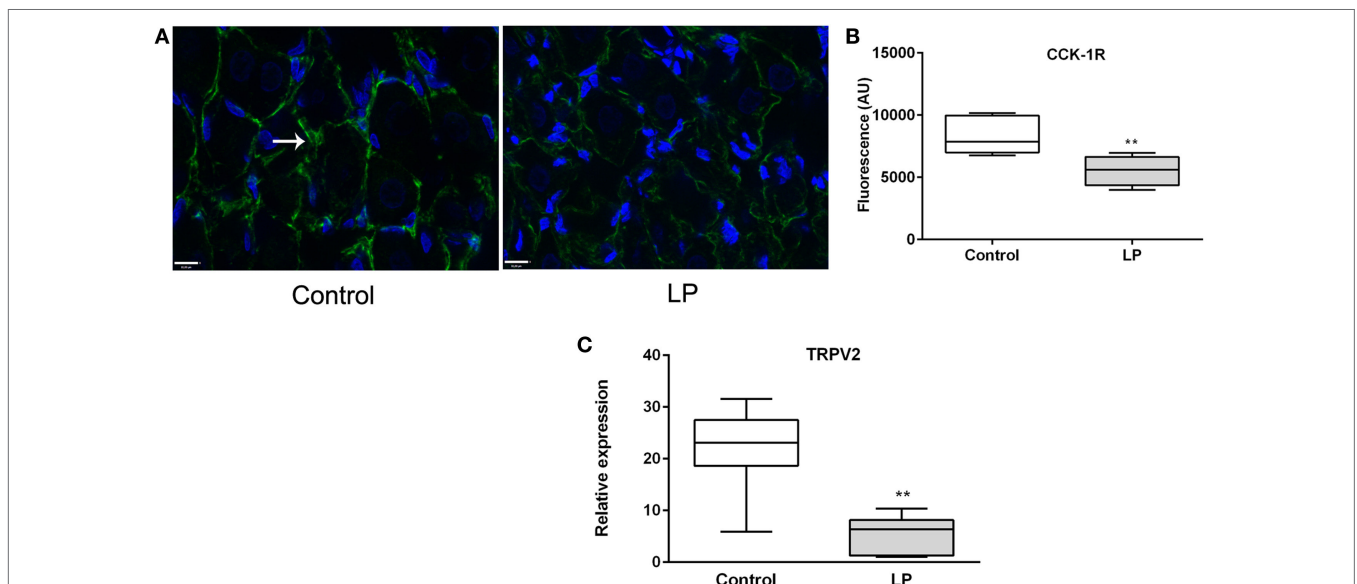 A
Control
LP
B
CCK-1R
Fluorescence (AU)
15000
10000
5000
0
**
Control
LP
C
TRPV2
Relative expression
40
30
20
10
0
**
Control
LP